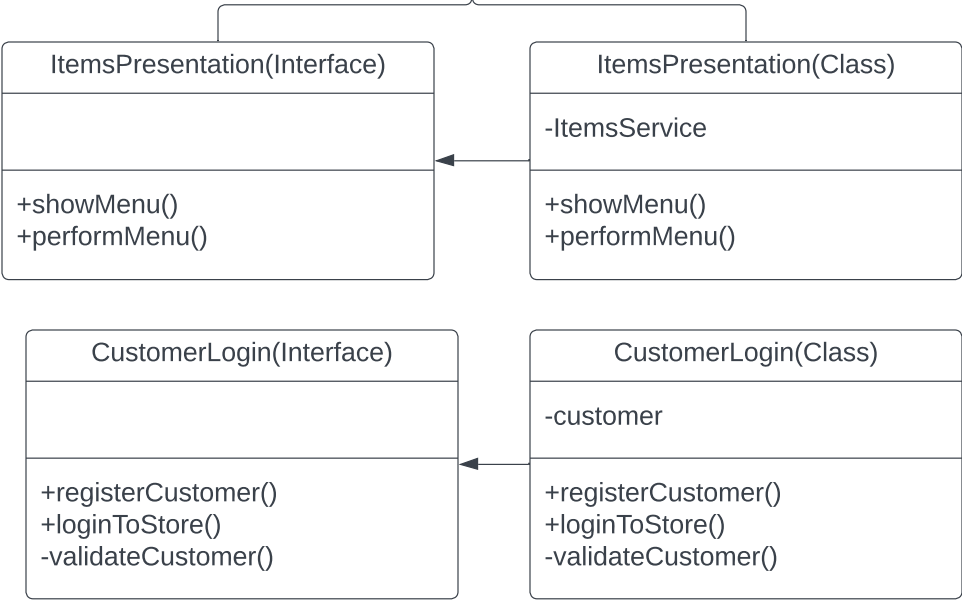 ItemsPresentation(Interface)
+showMenu()
+performMenu()
ItemsPresentation(Class)
-ItemsService
+showMenu()
+performMenu()
CustomerLogin(Interface)
+registerCustomer()
+loginToStore()
-validateCustomer()
CustomerLogin(Class)
-customer
+registerCustomer()
+loginToStore()
-validateCustomer()